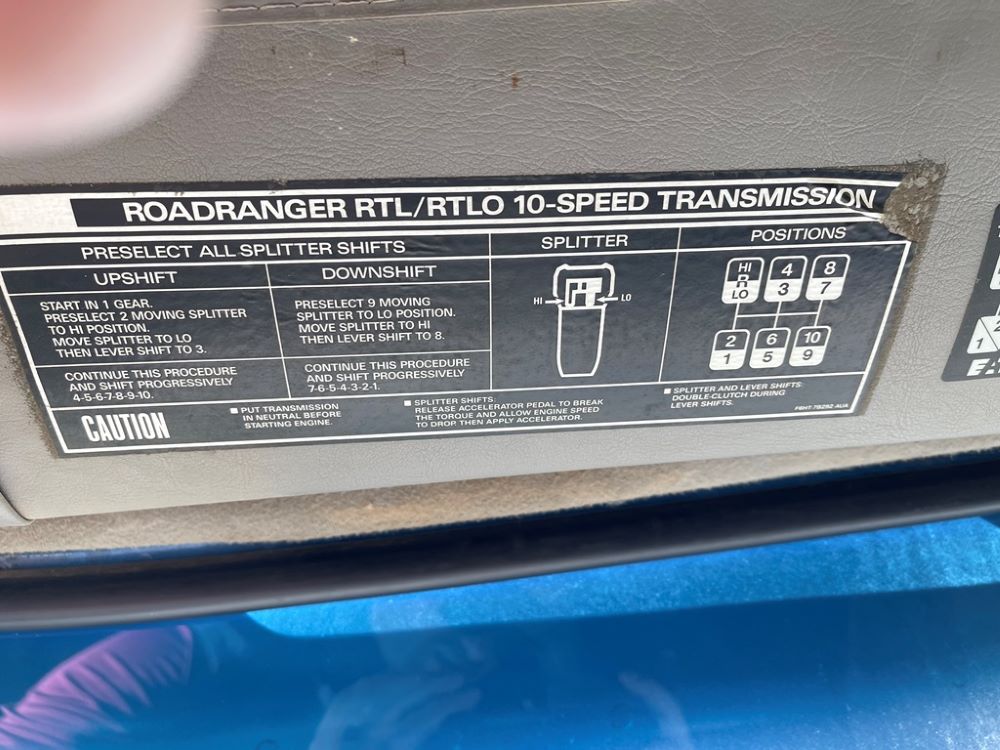 ROADRANGER RTL/RTLO 10-SPEED TRANSMISSION
PRESELECT ALL SPLITTER SHIFTS
UPSHIFT
START IN 1 GEAR.
PRESELECT 2 MOVING SPLITTER
TO HI POSITION.
MOVE SPLITTER TO LO
THEN LEVER SHIFT TO 3.
CONTINUE THIS PROCEDURE
AND SHIFT PROGRESSIVELY
4-5-6-7-8-9-10.
DOWNSHIFT
PRESELECT 9 MOVING
SPLITTER TO LO POSITION.
MOVE SPLITTER TO HI
THEN LEVER SHIFT TO 8.
CONTINUE THIS PROCEDURE
AND SHIFT PROGRESSIVELY
7-6-5-4-3-2-1.
SPLITTER
HI LO
POSITIONS
HI 4 8
R
LO 3 7
2 6 10
1 5 9
CAUTION
PUT TRANSMISSION
IN NEUTRAL BEFORE
STARTING ENGINE.
SPLITTER SHIFTS:
RELEASE ACCELERATOR PEDAL TO BREAK
THE TORQUE AND ALLOW ENGINE SPEED
TO DROP, THEN APPLY ACCELERATOR.
SPLITTER AND LEVER SHIFTS:
DOUBLE-CLUTCH DURING
LEVER SHIFTS.
2
1